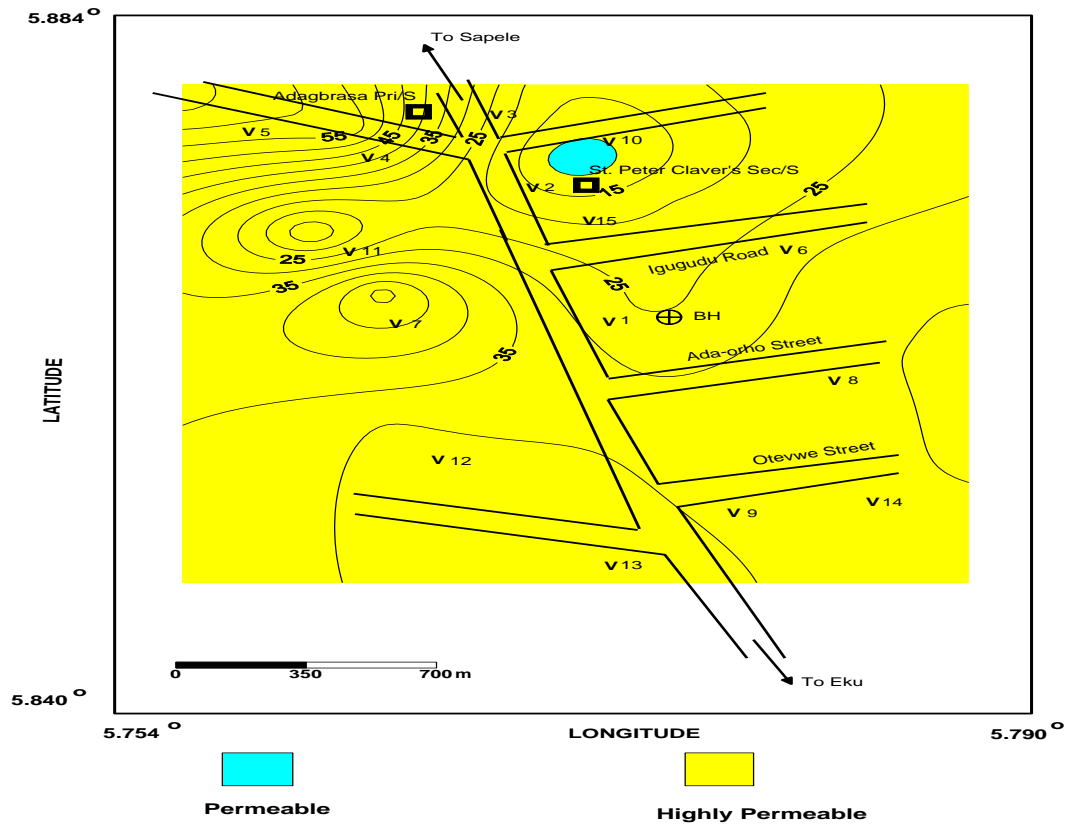 5.884 o
To Sapele
Adagbrasa Pri/S
V 3
V 5
55
45
35
25
V 10
V 4
St. Peter Claver's Sec/S
V 2
15
25
V15
V 11
25
Igugudu Road
V 6
35
25
V 7
V 1
BH
35
Ada-orho Street
V 8
LATITUDE
V 12
Otevwe Street
V 9
V14
V13
0
350
700 m
To Eku
5.840 o
5.754 o
LONGITUDE
5.790 o
Permeable
Highly Permeable